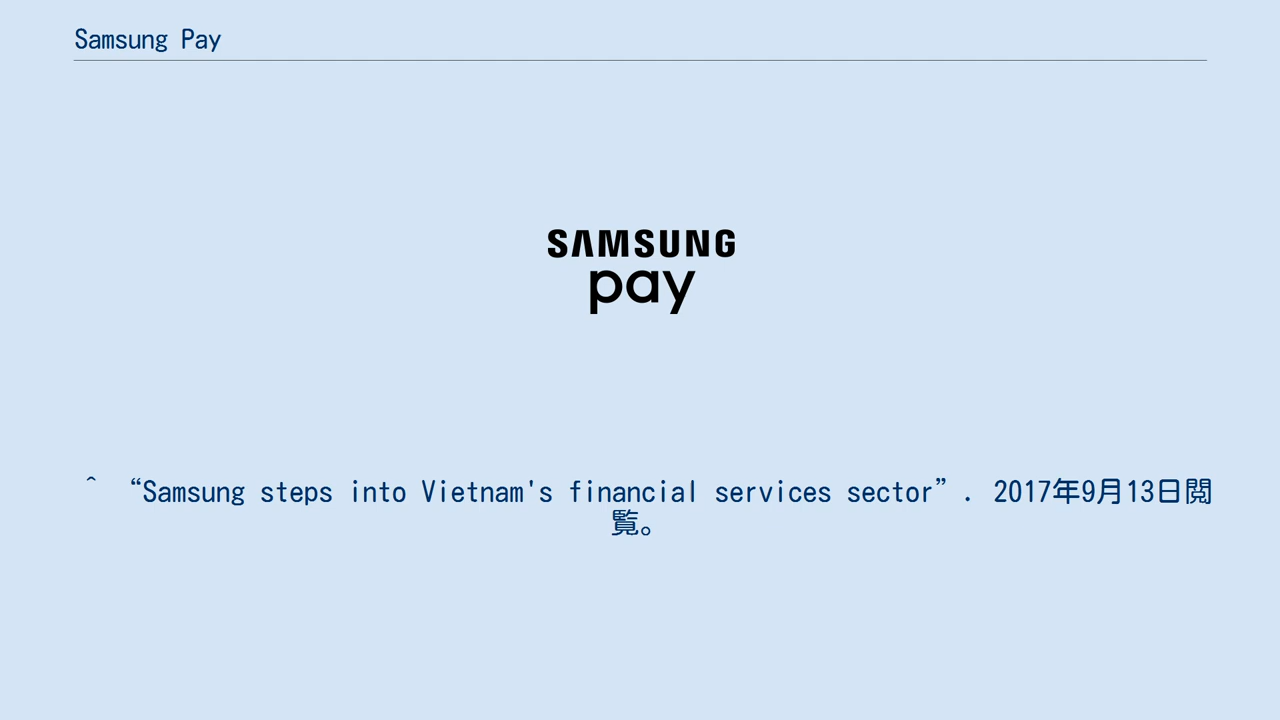 Samsung Pay
SAMSUNG
pay
^ “Samsung steps into Vietnam's financial services sector”. 2017年9月13日閲
覧。